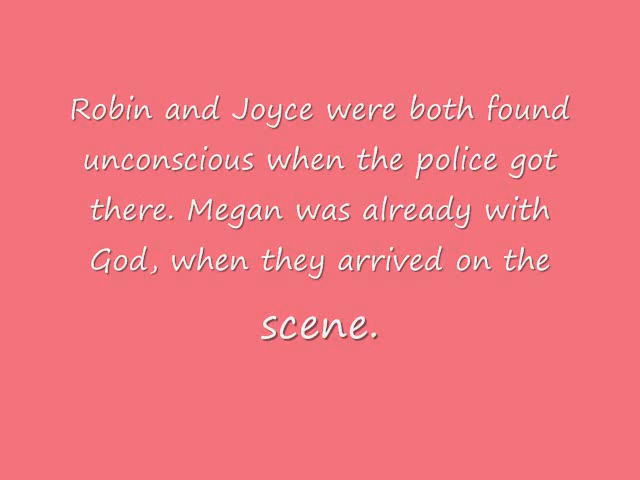 Robin and Joyce were both found
unconscious when the police got
there. Megan was already with
God, when they arrived on the
scene.